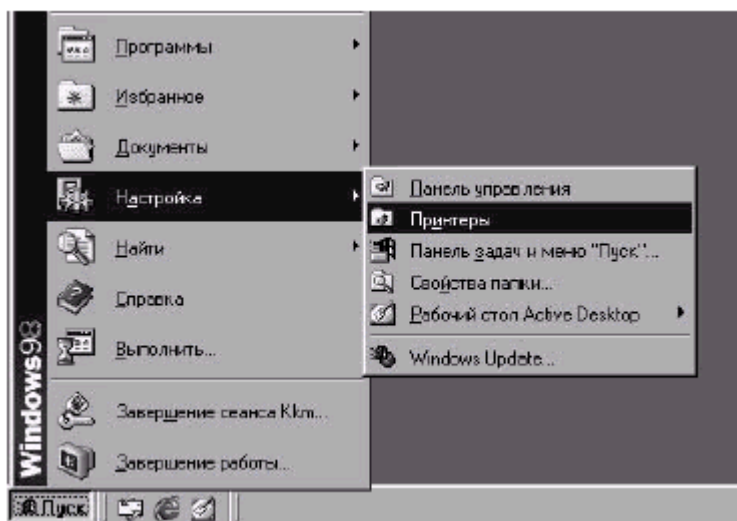 Программы
Избранное
Документы
Настройка
Найти
Справка
Выполнить...
Завершение сеанса Kkm...
Завершение работы...
Windows98
Панель управления
Принтеры
Панель задач и меню "Пуск"...
Свойства папки...
Рабочий стол Active Desktop
Windows Update...
Пуск